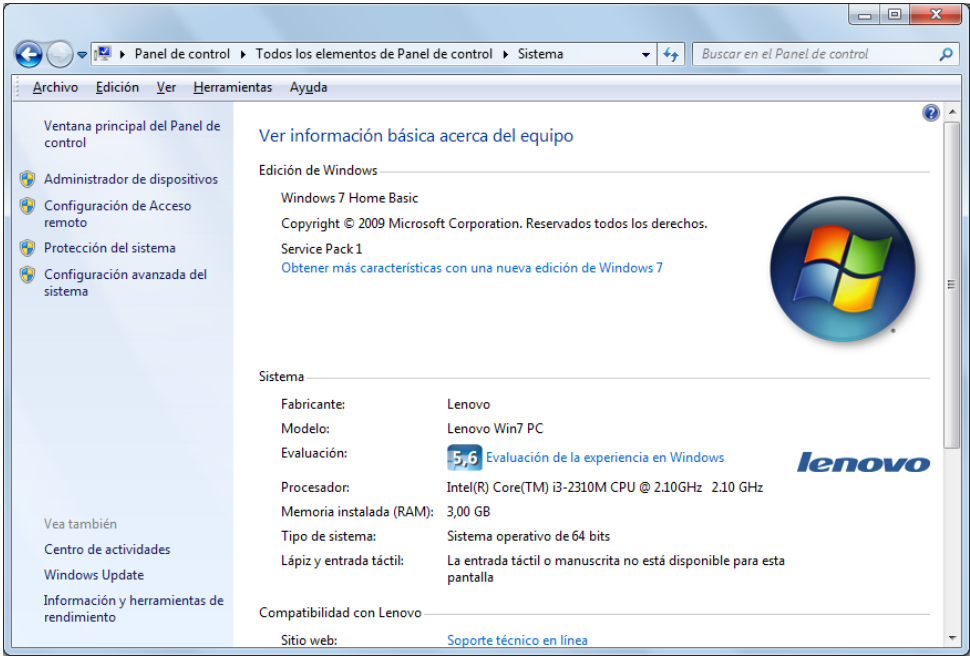 Panel de control ▸ Todos los elementos de Panel de control ▸ Sistema
Buscar en el Panel de control
Archivo Edición Ver Herramientas Ayuda
Ventana principal del Panel de
control
Administrador de dispositivos
Configuración de Acceso
remoto
Protección del sistema
Configuración avanzada del
sistema
Vea también
Centro de actividades
Windows Update
Información y herramientas de
rendimiento
Ver información básica acerca del equipo
Edición de Windows
Windows 7 Home Basic
Copyright © 2009 Microsoft Corporation. Reservados todos los derechos.
Service Pack 1
Obtener más características con una nueva edición de Windows 7
Sistema
Fabricante: Lenovo
Modelo: Lenovo Win7 PC
Evaluación: 5,6 Evaluación de la experiencia en Windows
lenovo
Procesador: Intel(R) Core(TM) i3-2310M CPU @ 2.10GHz 2.10 GHz
Memoria instalada (RAM): 3,00 GB
Tipo de sistema: Sistema operativo de 64 bits
Lápiz y entrada táctil: La entrada táctil o manuscrita no está disponible para esta
pantalla
Compatibilidad con Lenovo
Sitio web: Soporte técnico en línea